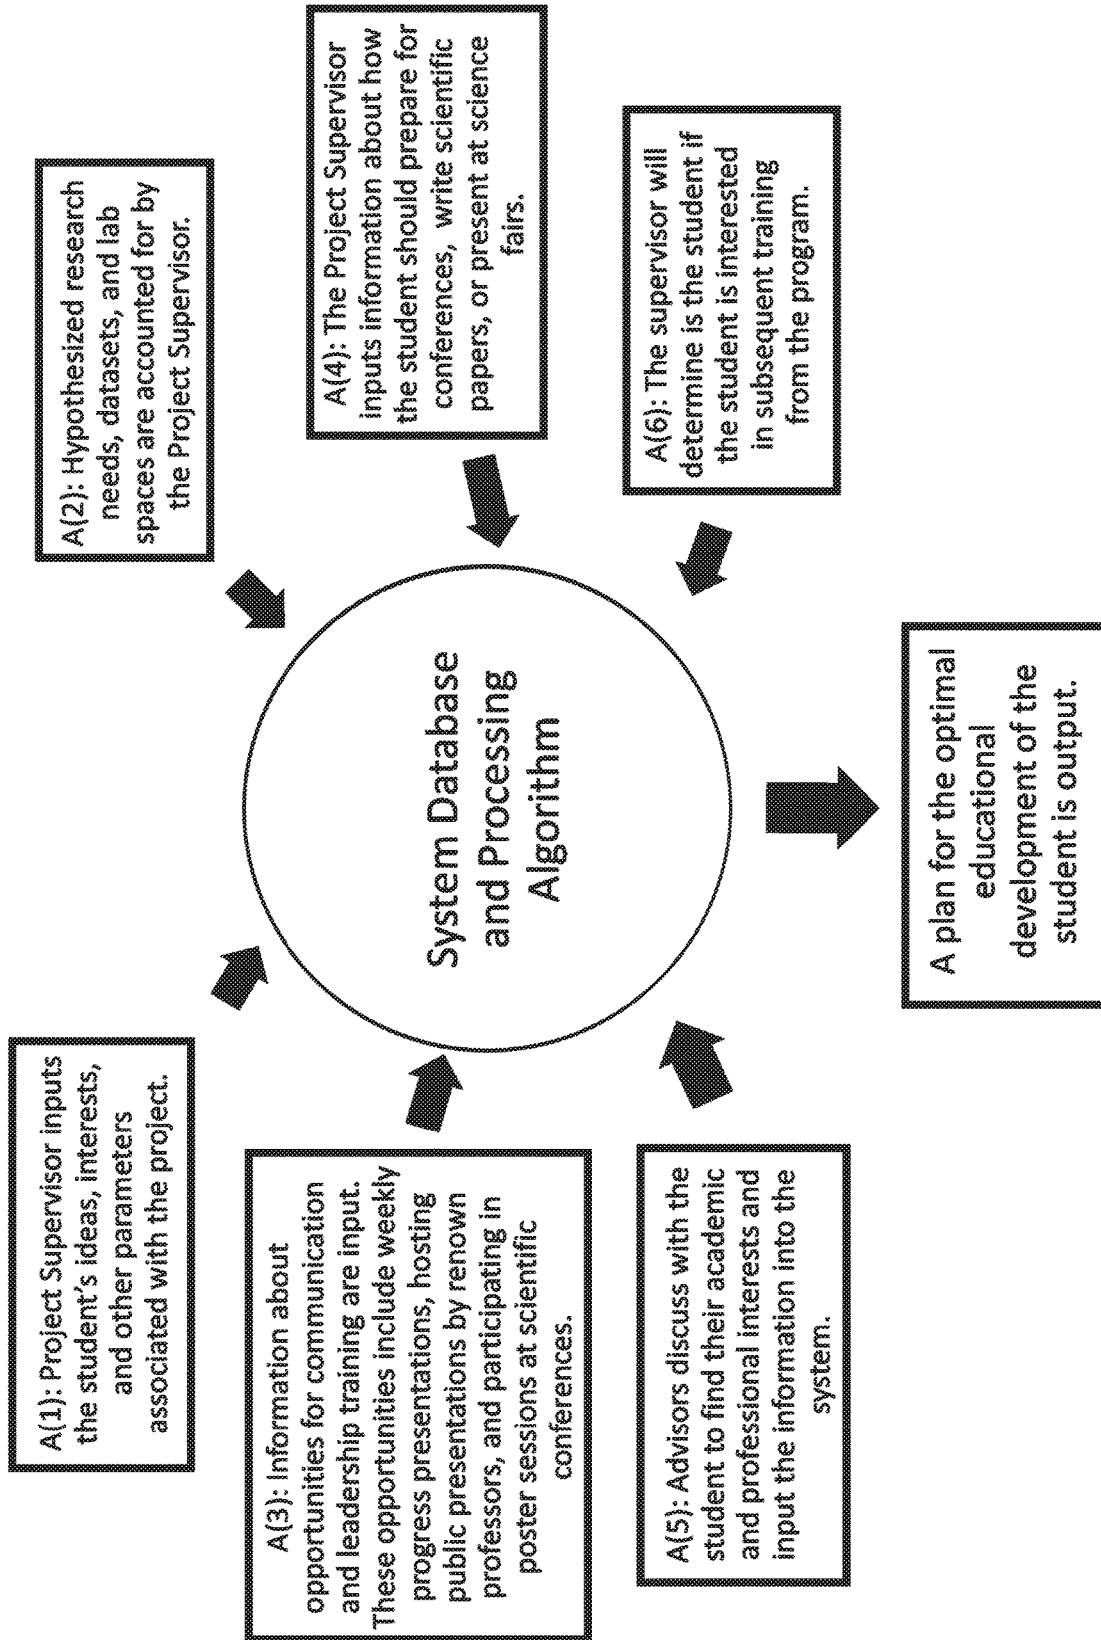 A(1): Project Supervisor inputs
the student's ideas, interests,
and other parameters
associated with the project.
A(2): Hypothesized research
needs, datasets, and lab
spaces are accounted for by
the Project Supervisor.
A(3): Information about
opportunities for communication
and leadership training are input.
These opportunities include weekly
progress presentations, hosting
public presentations by renown
professors, and participating in
poster sessions at scientific
conferences.
A(4): The Project Supervisor
inputs information about how
the student should prepare for
conferences, write scientific
papers, or present at science
fairs.
System Database
and Processing
Algorithm
A(5): Advisors discuss with the
student to find their academic
and professional interests and
input the information into the
system.
A(6): The supervisor will
determine is the student if
the student is interested
in subsequent training
from the program.
A plan for the optimal
educational
development of the
student is output.